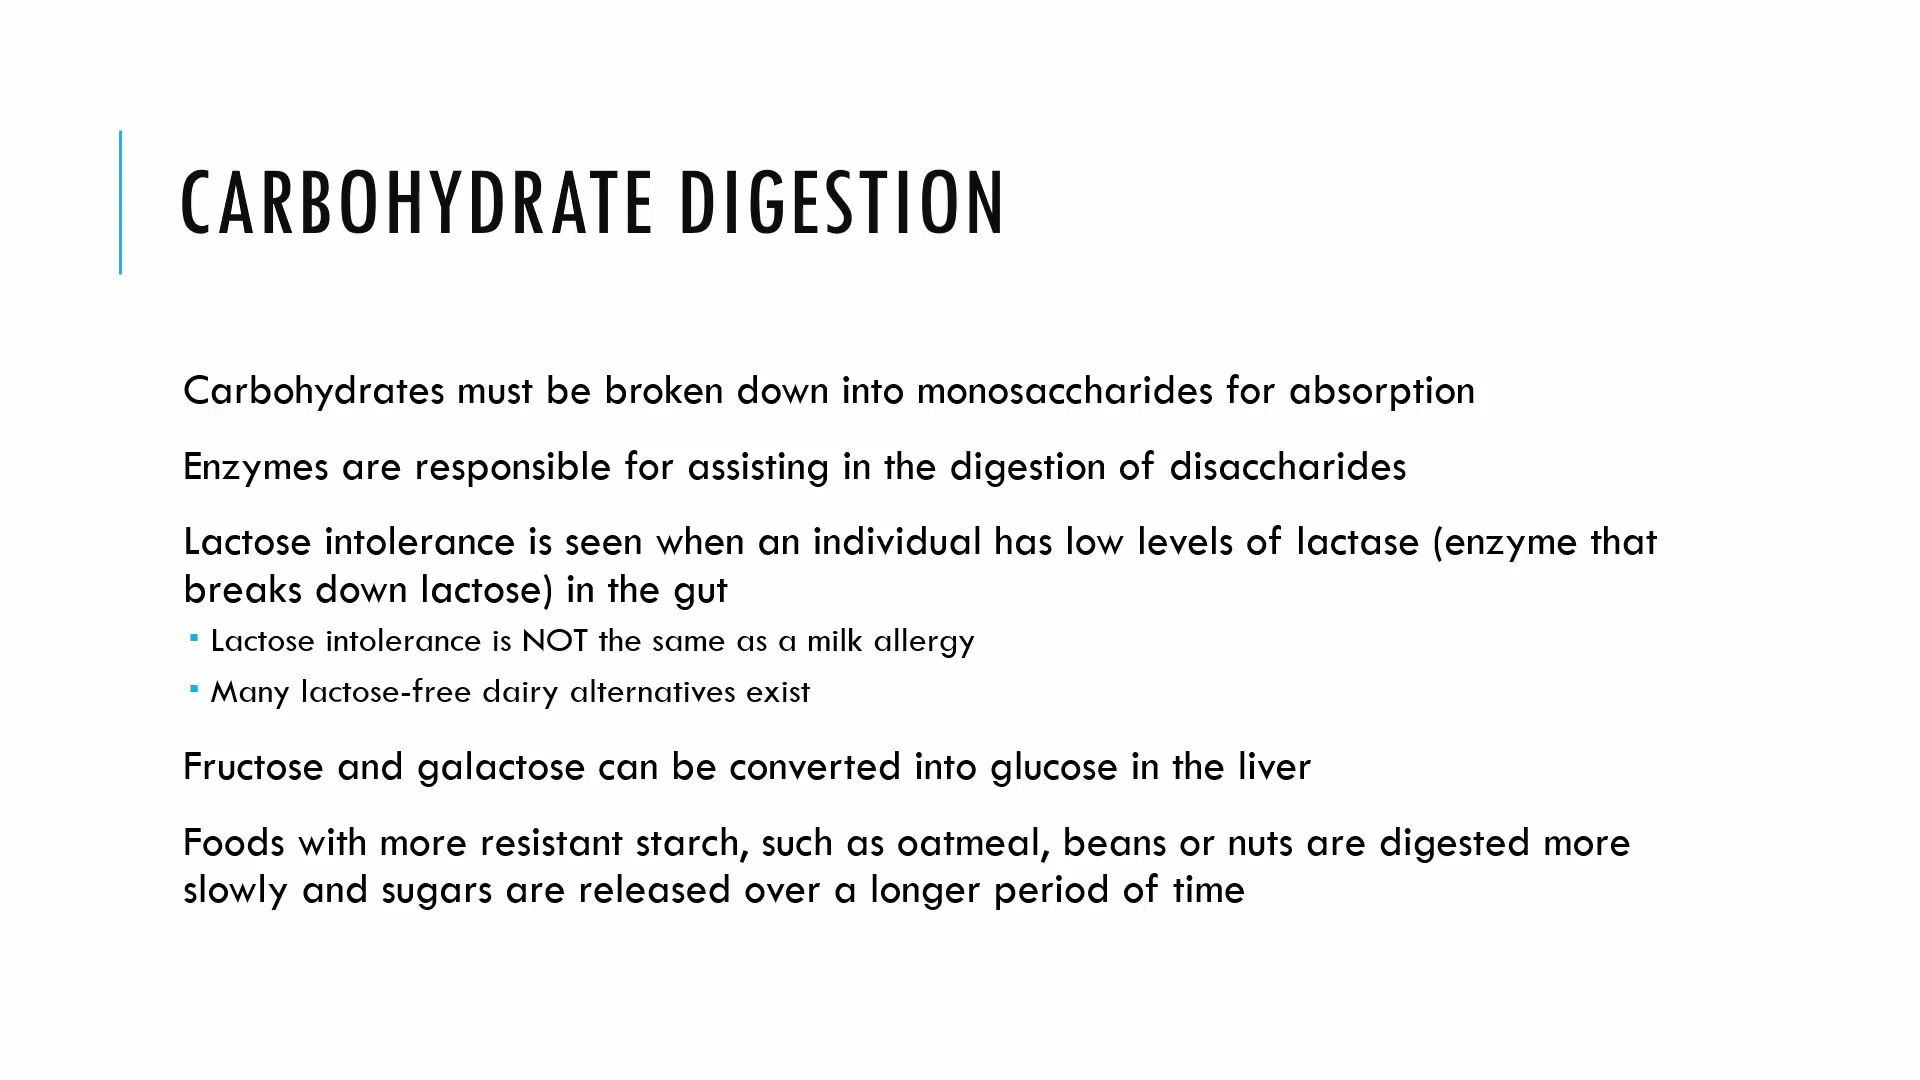 CARBOHYDRATE DIGESTION
Carbohydrates must be broken down into monosaccharides for absorption
Enzymes are responsible for assisting in the digestion of disaccharides
Lactose intolerance is seen when an individual has low levels of lactase (enzyme that
breaks down lactose) in the gut
▪ Lactose intolerance is NOT the same as a milk allergy
▪ Many lactose-free dairy alternatives exist
Fructose and galactose can be converted into glucose in the liver
Foods with more resistant starch, such as oatmeal, beans or nuts are digested more
slowly and sugars are released over a longer period of time